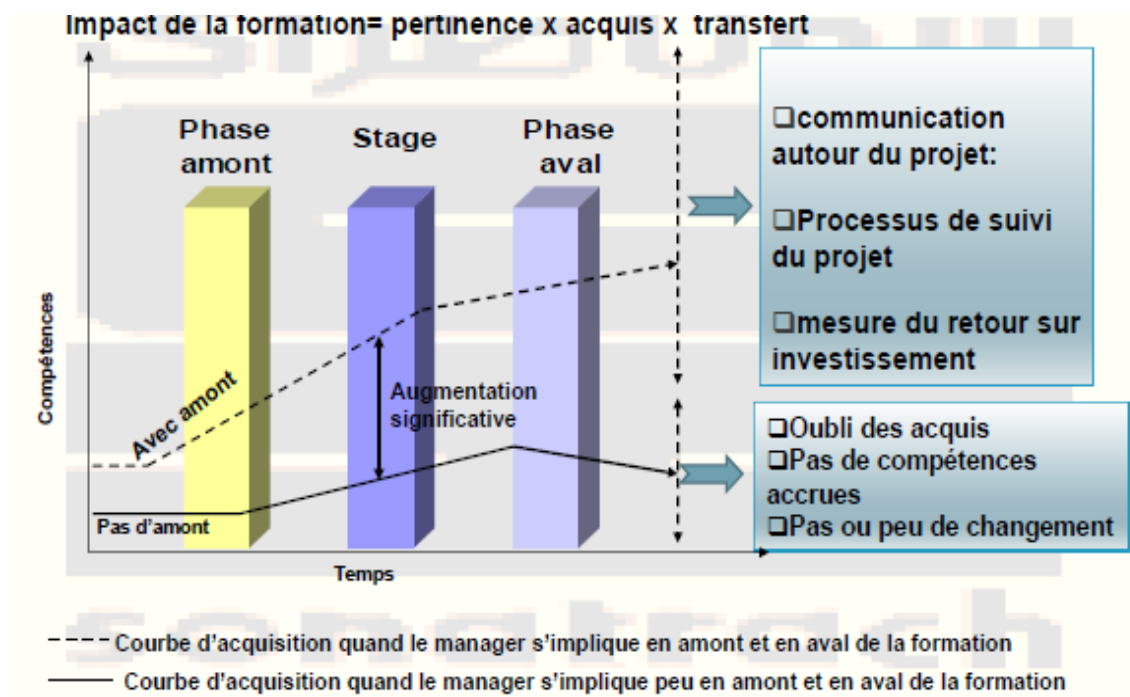 Impact de la formation= pertinence x acquis x transfert
Phase
amont
Stage
Phase
aval
❑communication
autour du projet:
❑Processus de suivi
du projet
❑mesure du retour sur
investissement
Compétences
Avec amont
Augmentation
significative
Pas d’amont
❑Oubli des acquis
❑Pas de compétences
accrues
❑Pas ou peu de changement
Temps
sonatrach
Courbe d’acquisition quand le manager s’implique en amont et en aval de la formation
Courbe d’acquisition quand le manager s’implique peu en amont et en aval de la formation